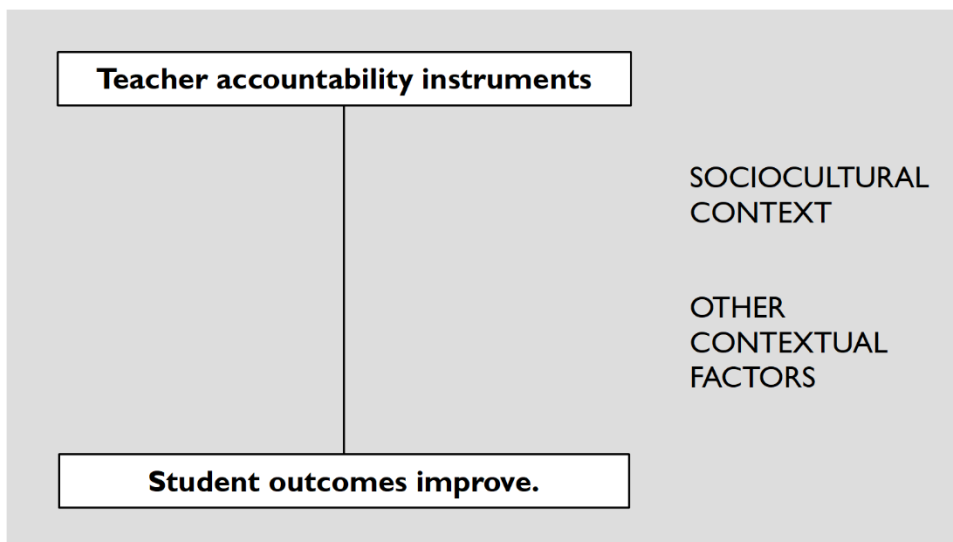 Teacher accountability instruments
SOCIOCULTURAL
CONTEXT
OTHER
CONTEXTUAL
FACTORS
Student outcomes improve.